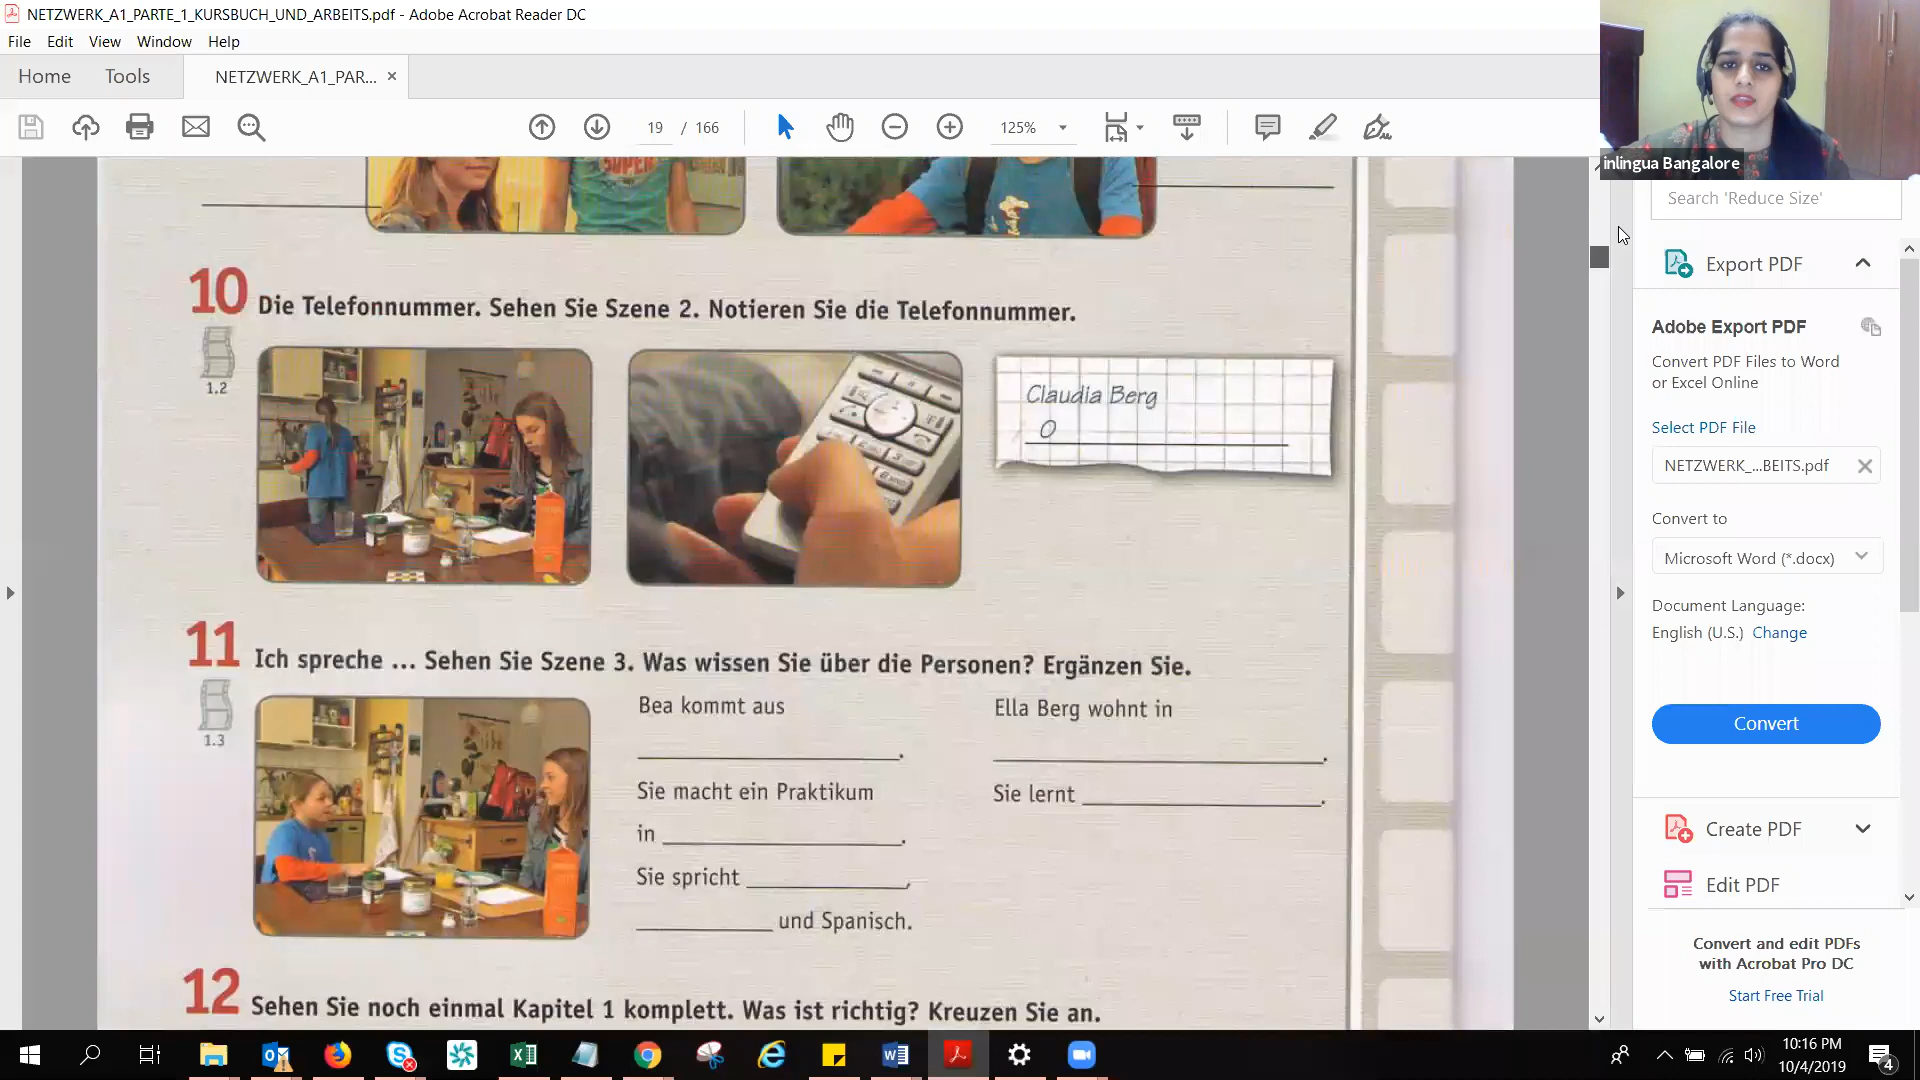 NETZWERK_A1_PARTE_1_KURSBUCH_UND_ARBEITS.pdf - Adobe Acrobat Reader DC
File Edit View Window Help
Home Tools NETZWERK_A1_PAR... ×
19 / 166 125%
inlingua Bangalore
Search 'Reduce Size'
Export PDF
Adobe Export PDF
Convert PDF Files to Word
or Excel Online
Select PDF File
NETZWERK_...BEITS.pdf
Convert to
Microsoft Word (*.docx)
Document Language:
English (U.S.) Change
Convert
Create PDF
Edit PDF
Convert and edit PDFs
with Acrobat Pro DC
Start Free Trial
SUPER
10 Die Telefonnummer. Sehen Sie Szene 2. Notieren Sie die Telefonnummer.
1.2
Claudia Berg
0
11 Ich spreche ... Sehen Sie Szene 3. Was wissen Sie über die Personen? Ergänzen Sie.
1.3
Bea kommt aus
.
Sie macht ein Praktikum
in .
Sie spricht ,
und Spanisch.
Ella Berg wohnt in
.
Sie lernt .
12 Sehen Sie noch einmal Kapitel 1 komplett. Was ist richtig? Kreuzen Sie an.
10:16 PM
10/4/2019
4